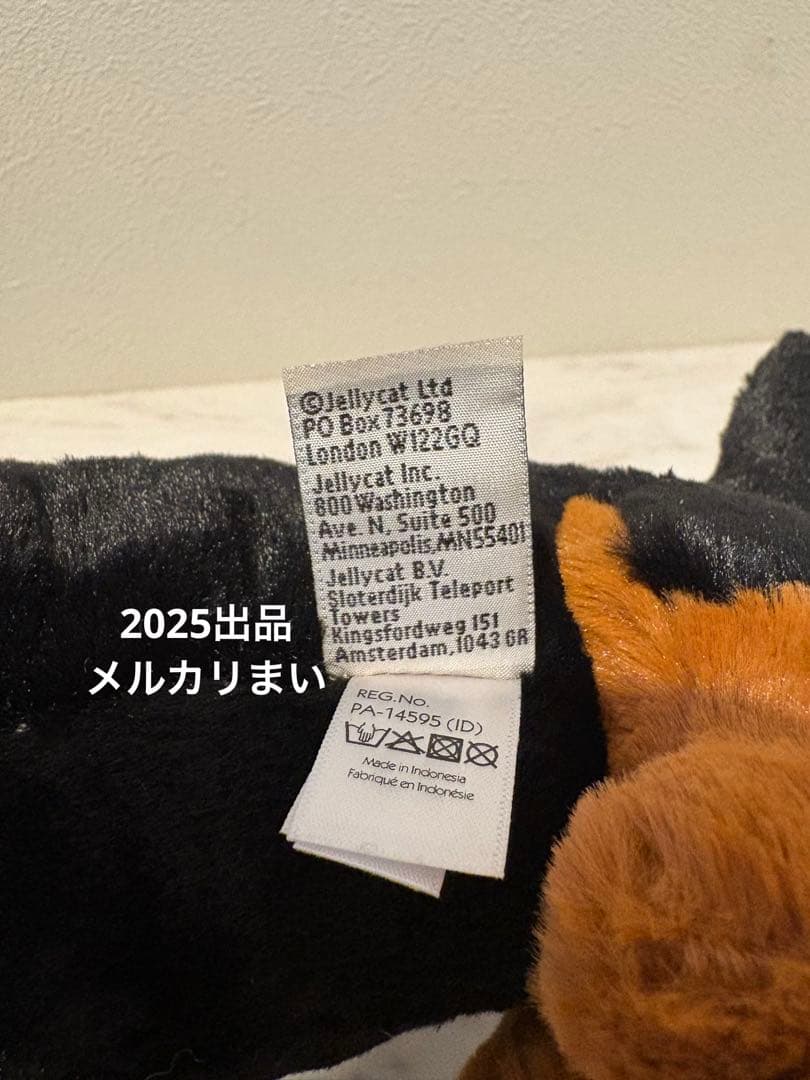 ©Jellycat Ltd
PO Box 73698
London W122GQ
Jellycat Inc.
800 Washington
Ave. N, Suite 500
Minneapolis,MN55401
Jellycat B.V.
Sloterdijk Teleport
Towers
Kingsfordweg 151
Amsterdam,1043 GR
2025出品
メルカリまい
REG.No.
PA-14595 (ID)
Made in Indonesia
Fabriqué en Indonésie